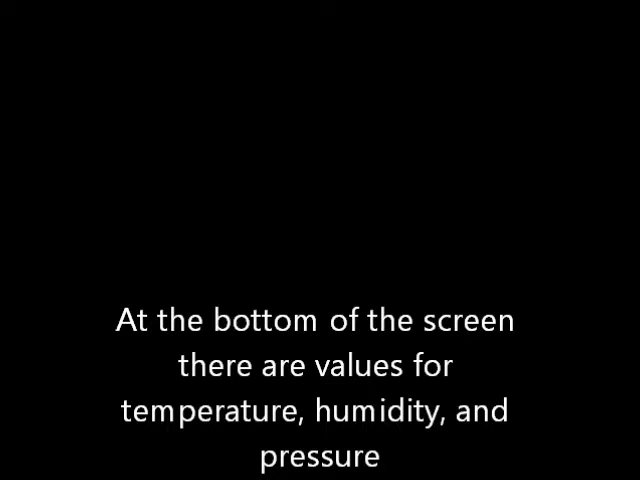 At the bottom of the screen
there are values for
temperature, humidity, and
pressure